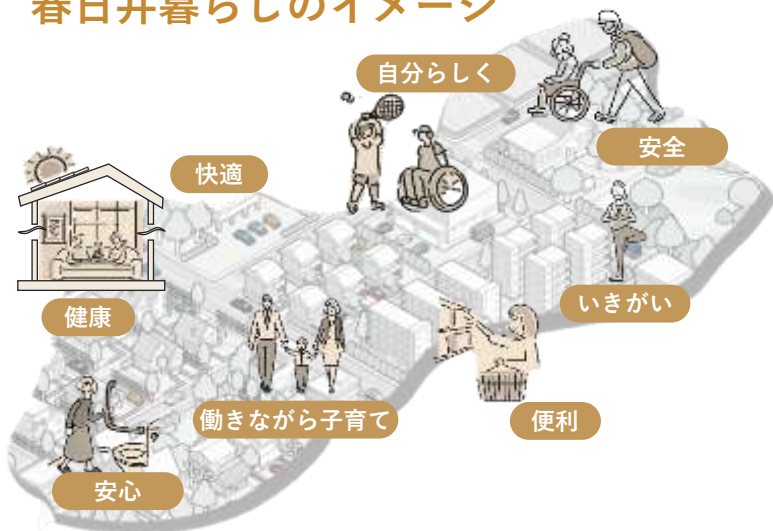 春日井暮らしのイメージ
自分らしく
安全
快適
いきがい
健康
働きながら子育て
便利
安心